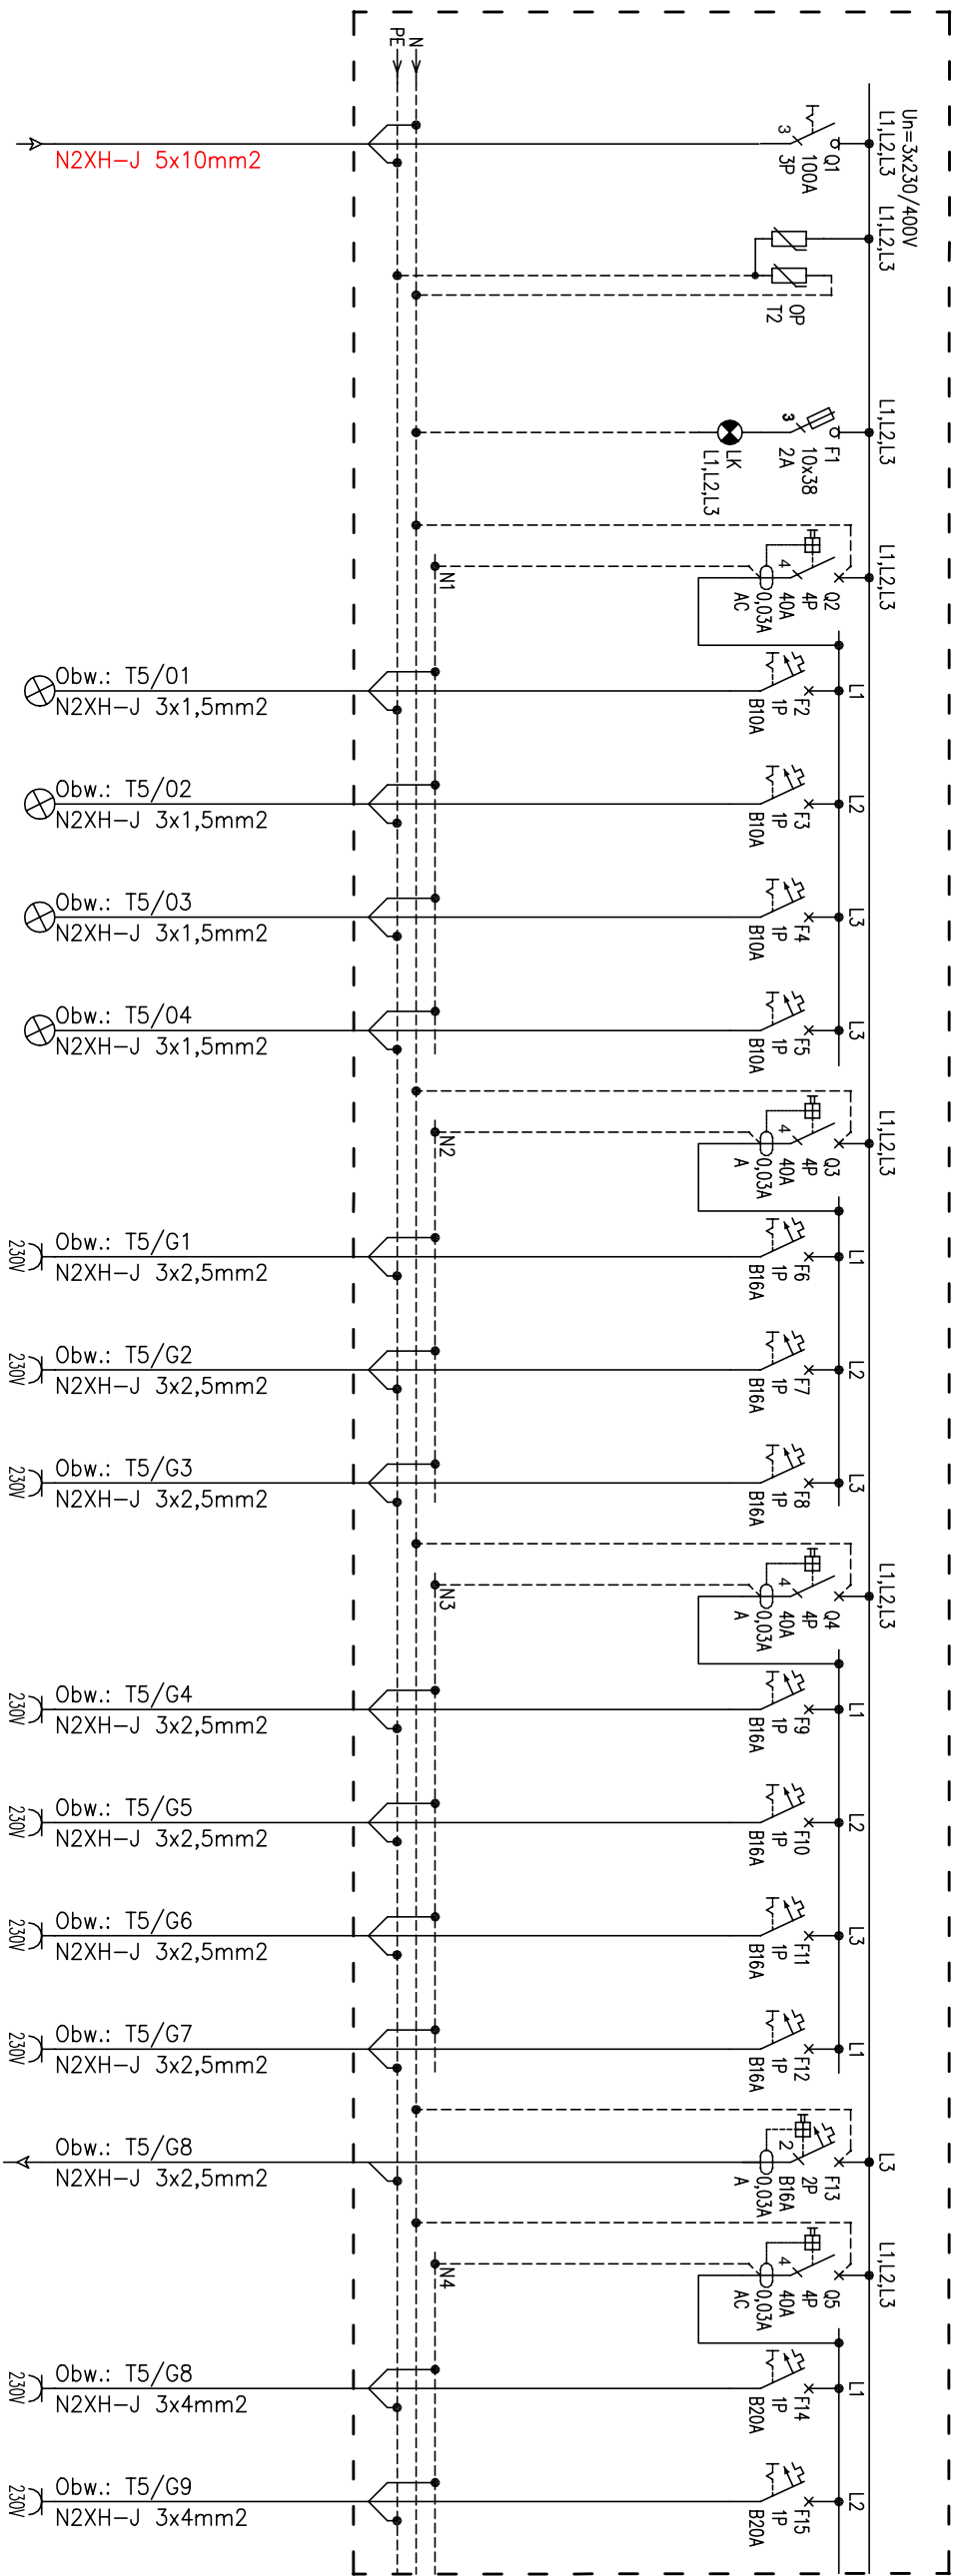 Un=3x230/400V
L1,L2,L3
Q1
100A
3P
3
N
PE
N2XH-J 5x10mm2
L1,L2,L3
OP
T2
L1,L2,L3
F1
10x38
2A
3
LK
L1,L2,L3
L1,L2,L3
Q2
4P
40A
0,03A
AC
4
N1
L1
F2
1P
B10A
Obw.: T5/O1
N2XH-J 3x1,5mm2
L2
F3
1P
B10A
Obw.: T5/O2
N2XH-J 3x1,5mm2
L3
F4
1P
B10A
Obw.: T5/O3
N2XH-J 3x1,5mm2
L3
F5
1P
B10A
Obw.: T5/O4
N2XH-J 3x1,5mm2
L1,L2,L3
Q3
4P
40A
0,03A
A
4
N2
L1
F6
1P
B16A
Obw.: T5/G1
N2XH-J 3x2,5mm2
230V
L2
F7
1P
B16A
Obw.: T5/G2
N2XH-J 3x2,5mm2
230V
L3
F8
1P
B16A
Obw.: T5/G3
N2XH-J 3x2,5mm2
230V
L1,L2,L3
Q4
4P
40A
0,03A
A
4
N3
L1
F9
1P
B16A
Obw.: T5/G4
N2XH-J 3x2,5mm2
230V
L2
F10
1P
B16A
Obw.: T5/G5
N2XH-J 3x2,5mm2
230V
L3
F11
1P
B16A
Obw.: T5/G6
N2XH-J 3x2,5mm2
230V
L1
F12
1P
B16A
Obw.: T5/G7
N2XH-J 3x2,5mm2
230V
L3
F13
2P
B16A
0,03A
A
2
Obw.: T5/G8
N2XH-J 3x2,5mm2
L1,L2,L3
Q5
4P
40A
0,03A
AC
4
N4
L1
F14
1P
B20A
Obw.: T5/G8
N2XH-J 3x4mm2
230V
L2
F15
1P
B20A
Obw.: T5/G9
N2XH-J 3x4mm2
230V